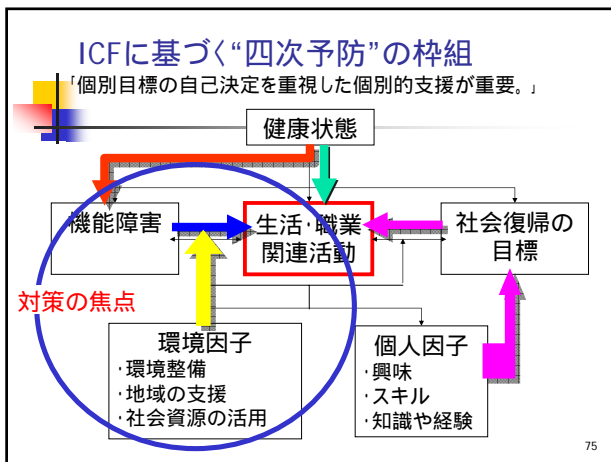 ICFに基づく“四次予防”の枠組
「個別目標の自己決定を重視した個別的支援が重要。」
健康状態
機能障害
生活・職業
関連活動
社会復帰の
目標
対策の焦点
環境因子
・環境整備
・地域の支援
・社会資源の活用
個人因子
・興味
・スキル
・知識や経験
75